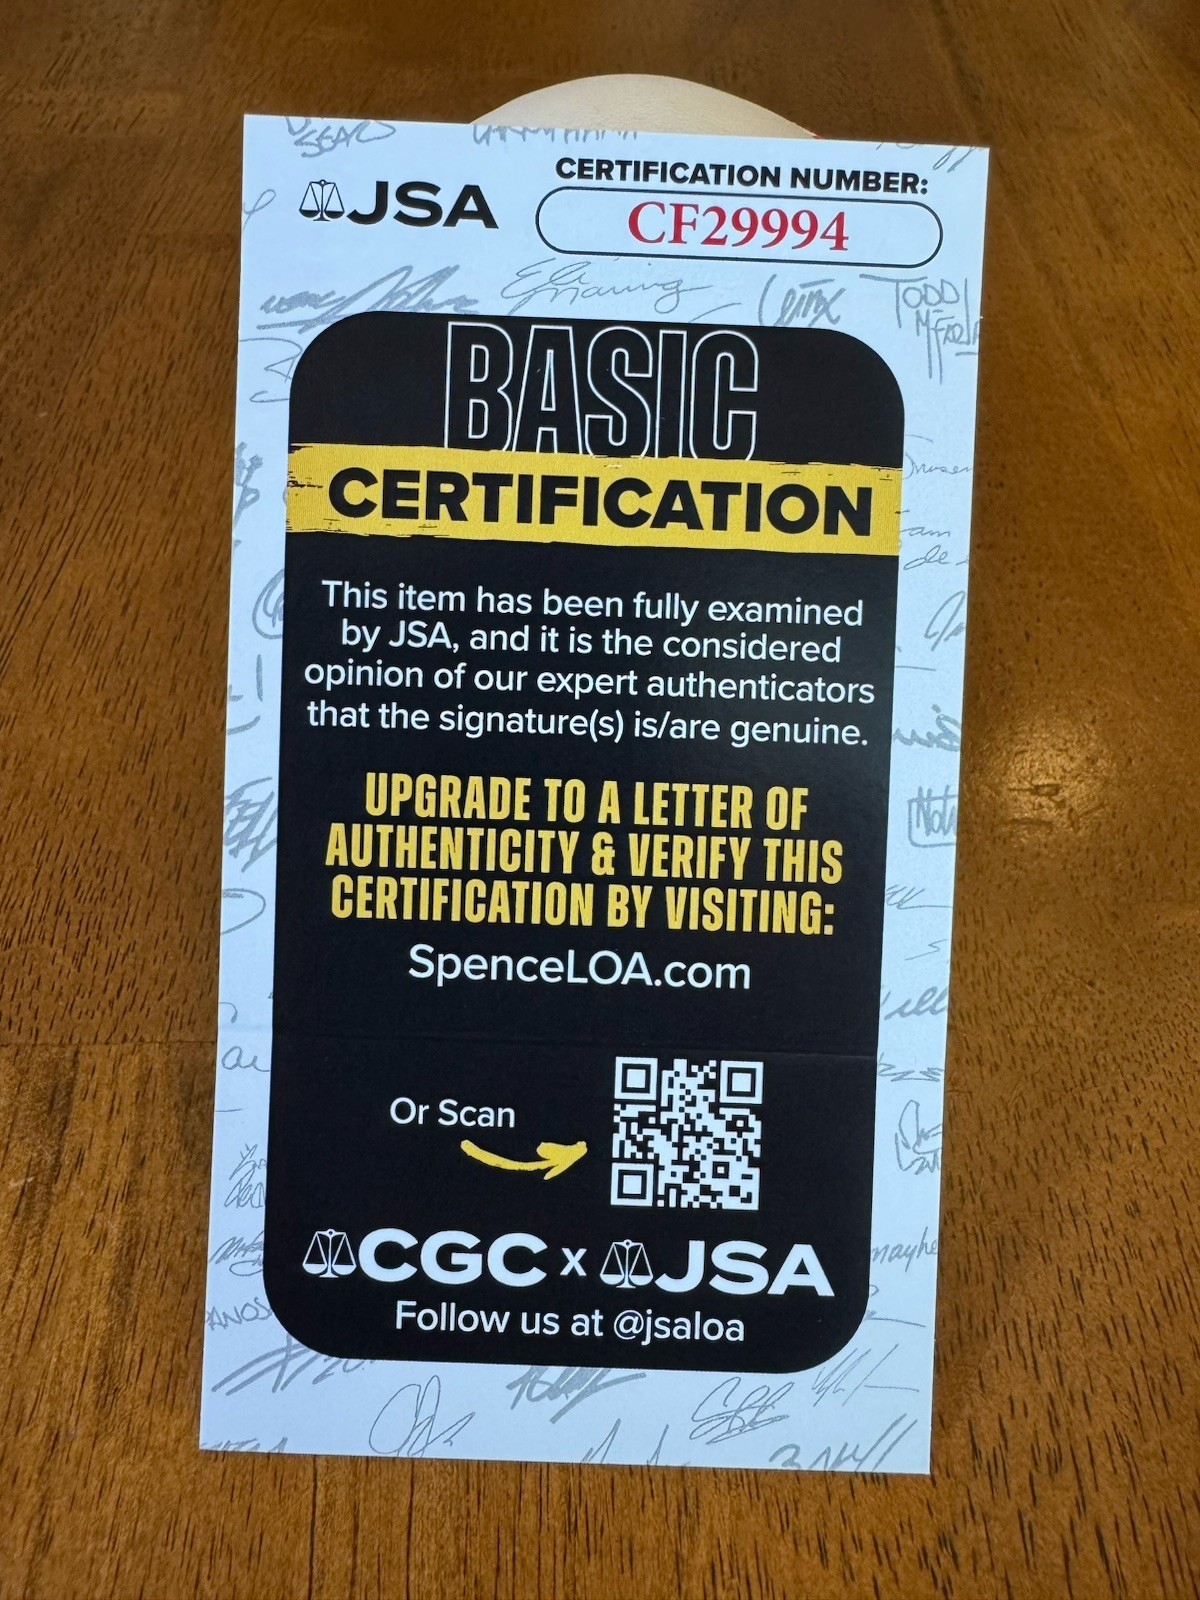 JSA
CERTIFICATION NUMBER:
CF29994
SEARS
TODD
BASIC
CERTIFICATION
This item has been fully examined
by JSA, and it is the considered
opinion of our expert authenticators
that the signature(s) is/are genuine.
UPGRADE TO A LETTER OF
AUTHENTICITY & VERIFY THIS
CERTIFICATION BY VISITING:
SpenceLOA.com
Or Scan
CGC x JSA
Follow us at @jsaloa